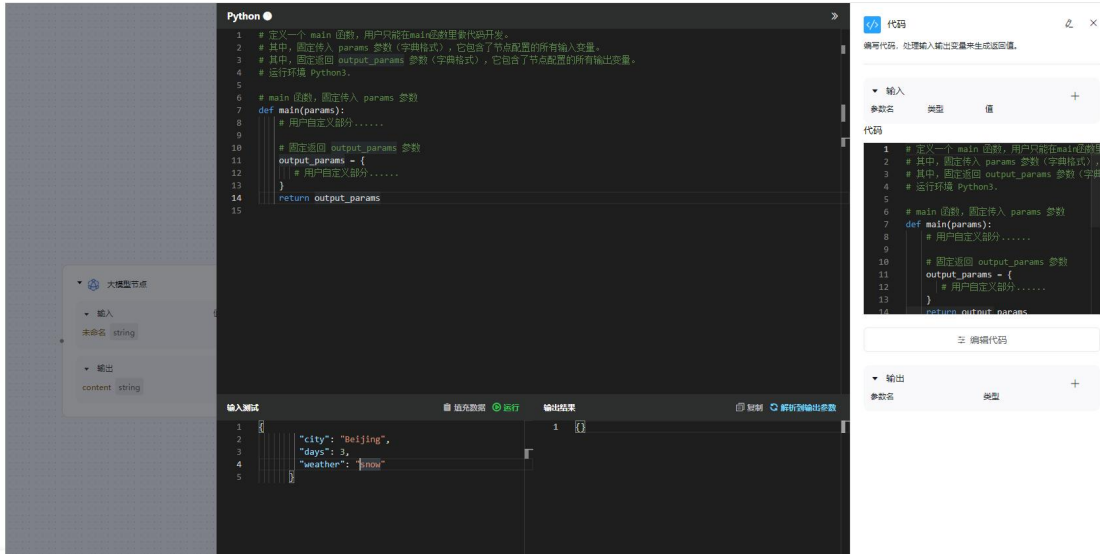 Python
1 # 定义一个 main 函数，用户只能在main函数里做代码开发。
2 # 其中，固定传入 params 参数（字典格式），它包含了节点配置的所有输入变量。
3 # 其中，固定返回 output_params 参数（字典格式），它包含了节点配置的所有输出变量。
4 # 运行环境 Python3.
5
6 # main 函数，固定传入 params 参数
7 def main(params):
8 # 用户自定义部分......
9
10 # 固定返回 output_params 参数
11 output_params = {
12 # 用户自定义部分......
13 }
14 return output_params
15
大模型节点
输入
未命名 string
输出
content string
输入测试 填充数据 运行
1 {
2 "city": "Beijing",
3 "days": 3,
4 "weather": "snow"
5 }
输出结果 复制 解析到输出参数
1 {}
代码
编写代码，处理输入输出变量来生成返回值。
输入
参数名 类型 值
代码
1 # 定义一个 main 函数，用户只能在main函数里
2 # 其中，固定传入 params 参数（字典格式），
3 # 其中，固定返回 output_params 参数（字典
4 # 运行环境 Python3.
5
6 # main 函数，固定传入 params 参数
7 def main(params):
8 # 用户自定义部分......
9
10 # 固定返回 output_params 参数
11 output_params = {
12 # 用户自定义部分......
13 }
14 return output_params
编辑代码
输出
参数名 类型